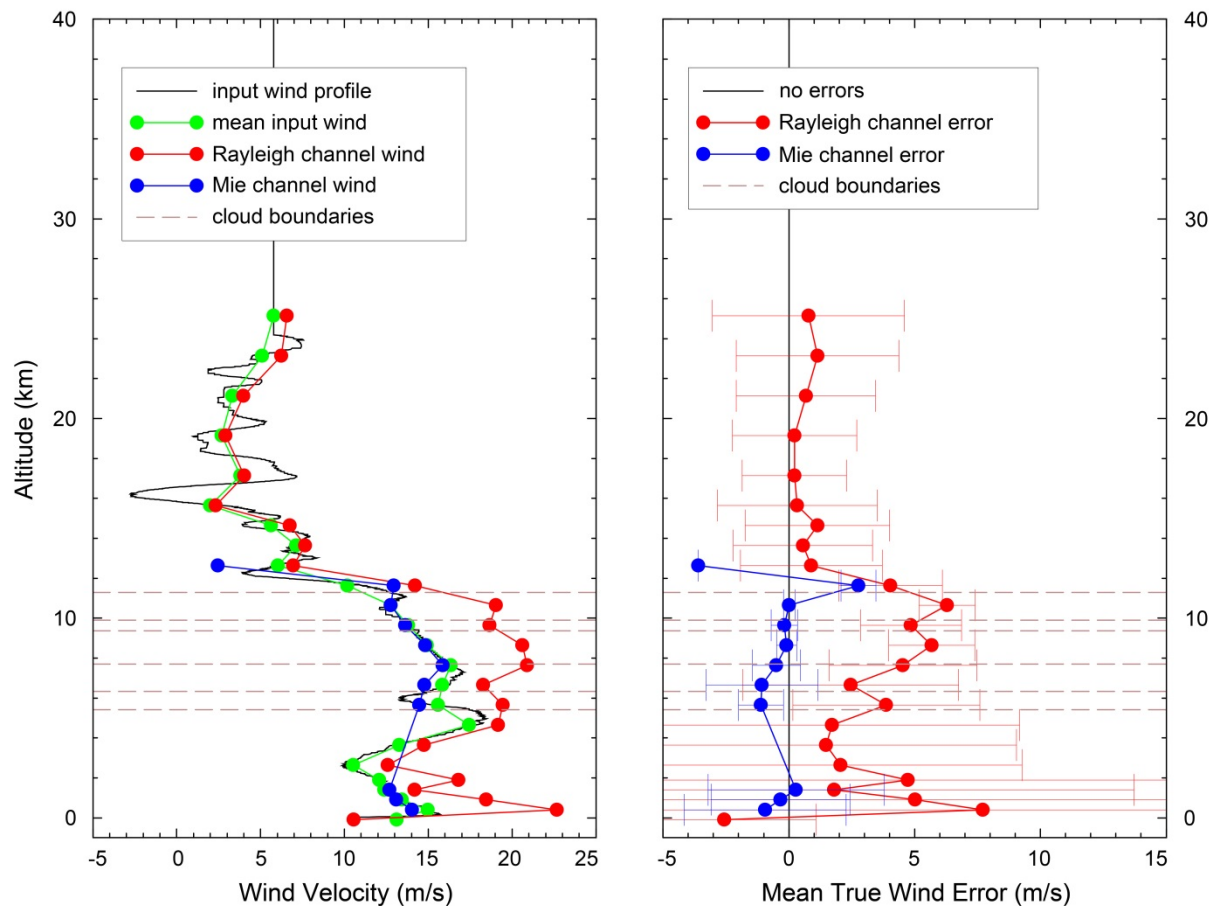 40
30
20
10
0
Altitude (km)
input wind profile
mean input wind
Rayleigh channel wind
Mie channel wind
cloud boundaries
-5 0 5 10 15 20 25
Wind Velocity (m/s)
no errors
Rayleigh channel error
Mie channel error
cloud boundaries
40
30
20
10
0
-5 0 5 10 15
Mean True Wind Error (m/s)